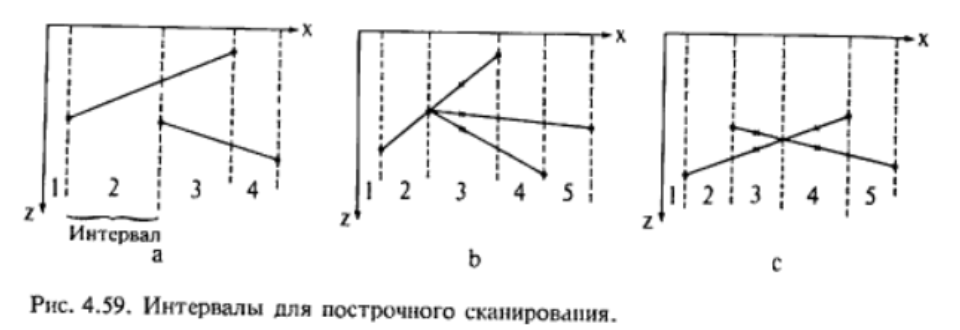 x
x
x
1 2 3 4
1 2 3 4 5
1 2 3 4 5
z
z
z
Интервал
a
b
c
Рис. 4.59. Интервалы для построчного сканирования.